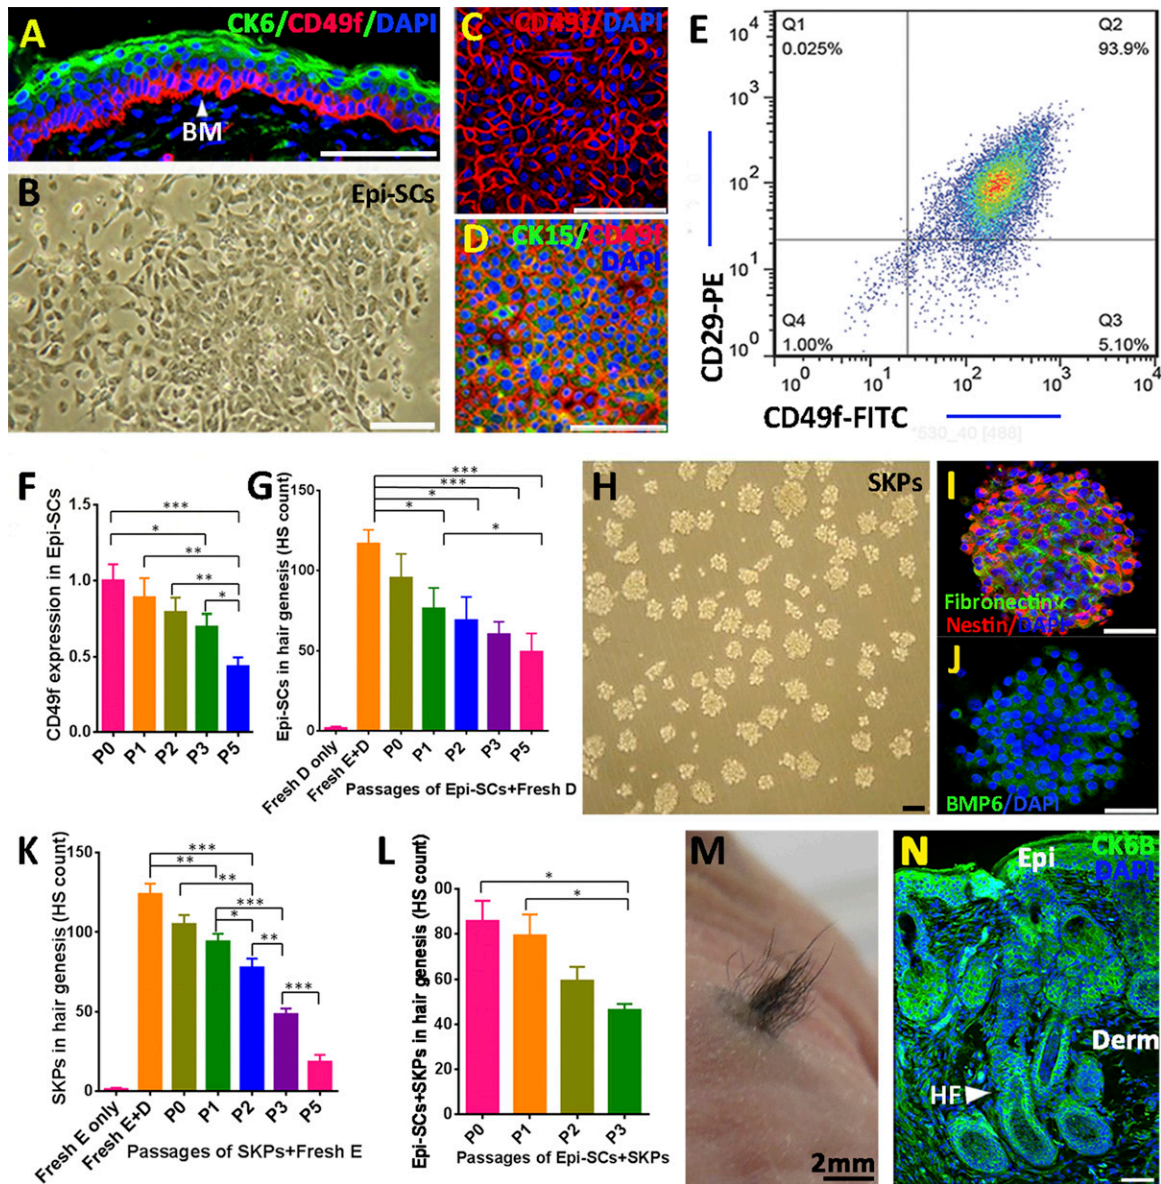 A
CK6/CD49f/DAPI
BM
B
Epi-SCs
C
CD49f/DAPI
D
CK15/CD49f
DAPI
E
Q1
0.025%
Q2
93.9%
Q4
1.00%
Q3
5.10%
10^4
10^3
10^2
10^1
10^0
CD29-PE
10^0 10^1 10^2 10^3 10^4
CD49f-FITC
*530_40 [488]
F
CD49f expression in Epi-SCs
1.5
1.0
0.5
0.0
***
*
**
**
*
P0 P1 P2 P3 P5
G
Epi-SCs in hair genesis (HS count)
150
100
50
0
***
***
*
*
*
Fresh D only Fresh E+D P0 P1 P2 P3 P5
Passages of Epi-SCs+Fresh D
H
SKPs
I
Fibronectin/
Nestin/DAPI
J
BMP6/DAPI
K
SKPs in hair genesis (HS count)
150
100
50
0
***
**
**
***
*
**
***
Fresh E only Fresh E+D P0 P1 P2 P3 P5
Passages of SKPs+Fresh E
L
Epi-SCs+SKPs in hair genesis (HS count)
00
80
60
40
20
0
*
*
P0 P1 P2 P3
Passages of Epi-SCs+SKPs
M
2mm
N
CK6B
DAPI
Epi
Derm
HF